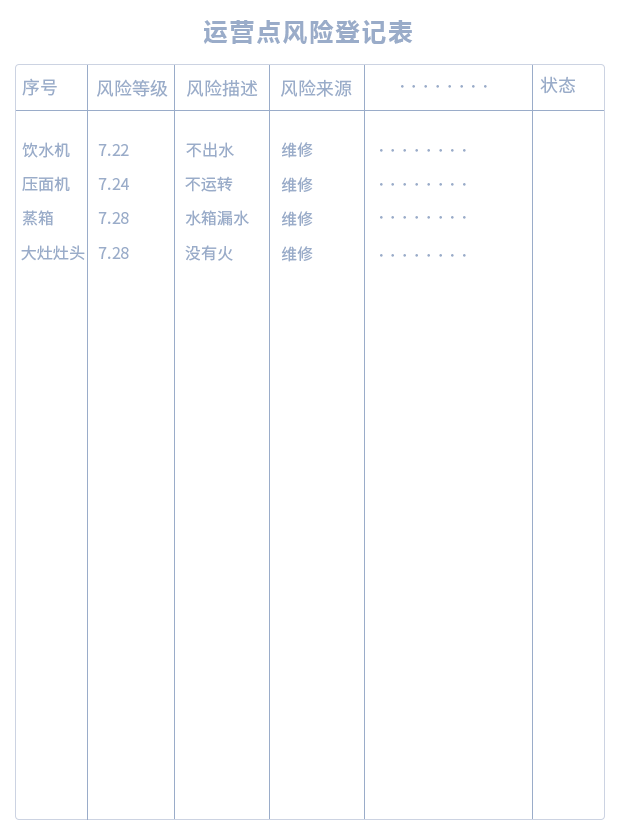 运营点风险登记表
序号 风险等级 风险描述 风险来源 ········ 状态
饮水机 7.22 不出水 维修 ········
压面机 7.24 不运转 维修 ········
蒸箱 7.28 水箱漏水 维修 ········
大灶灶头 7.28 没有火 维修 ········